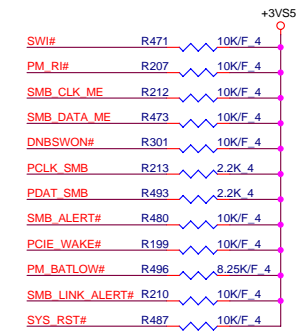 +3VS5
SWI# R471 10K/F_4
PM_RI# R207 10K/F_4
SMB_CLK_ME R212 10K/F_4
SMB_DATA_ME R473 10K/F_4
DNBSWON# R301 10K/F_4
PCLK_SMB R213 2.2K_4
PDAT_SMB R493 2.2K_4
SMB_ALERT# R480 10K/F_4
PCIE_WAKE# R199 10K/F_4
PM_BATLOW# R496 8.25K/F_4
SMB_LINK_ALERT# R210 10K/F_4
SYS_RST# R487 10K/F_4